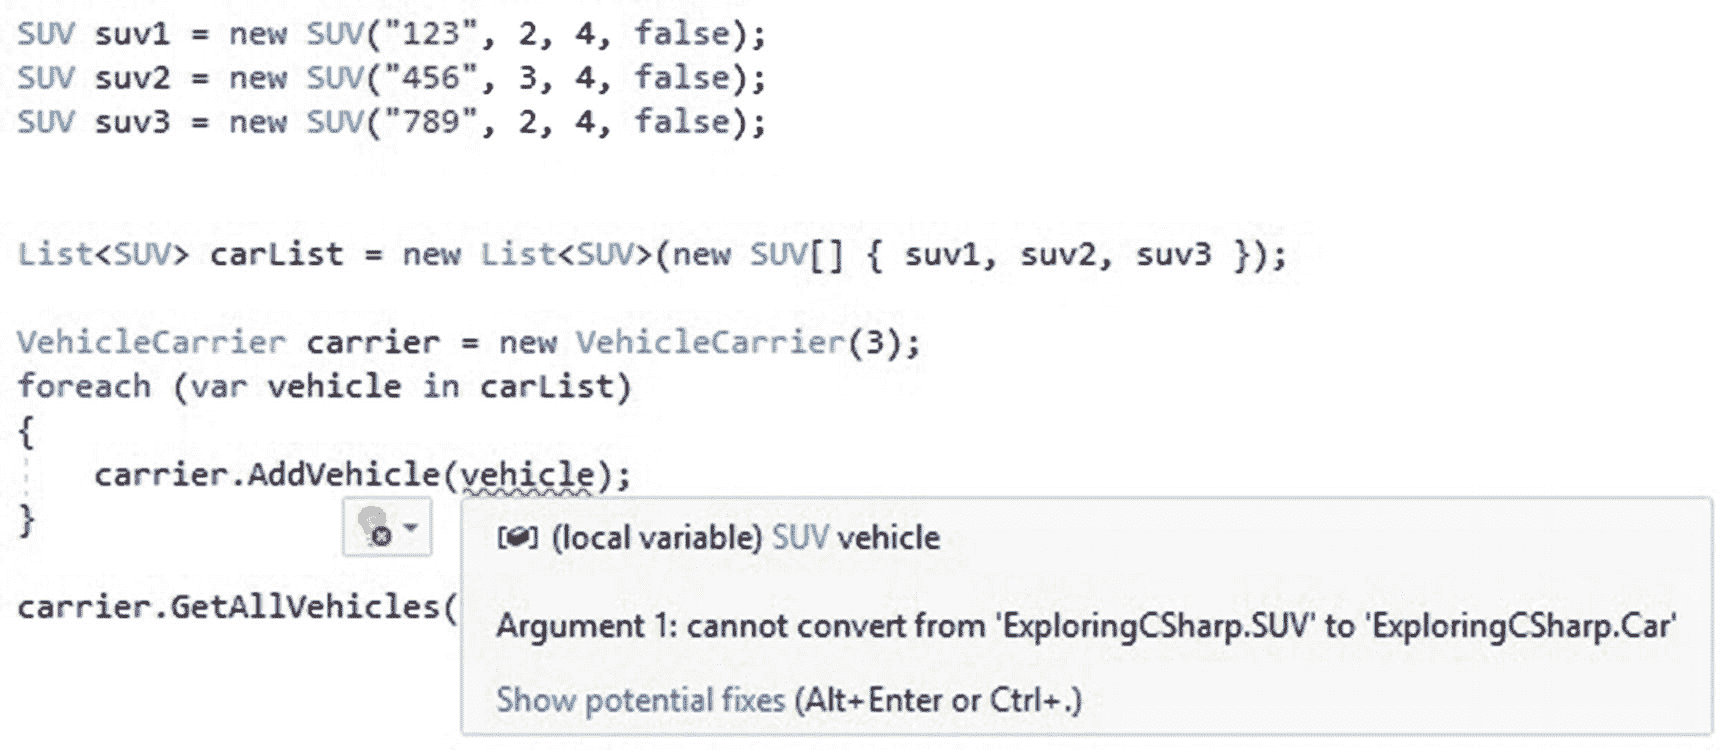 SUV suv1 = new SUV("123", 2, 4, false);
SUV suv2 = new SUV("456", 3, 4, false);
SUV suv3 = new SUV("789", 2, 4, false);
List<SUV> carList = new List<SUV>(new SUV[] { suv1, suv2, suv3 });
VehicleCarrier carrier = new VehicleCarrier(3);
foreach (var vehicle in carList)
{
    carrier.AddVehicle(vehicle);
}
(local variable) SUV vehicle
carrier.GetAllVehicles(
Argument 1: cannot convert from 'ExploringCSharp.SUV' to 'ExploringCSharp.Car'
Show potential fixes (Alt+Enter or Ctrl+.)